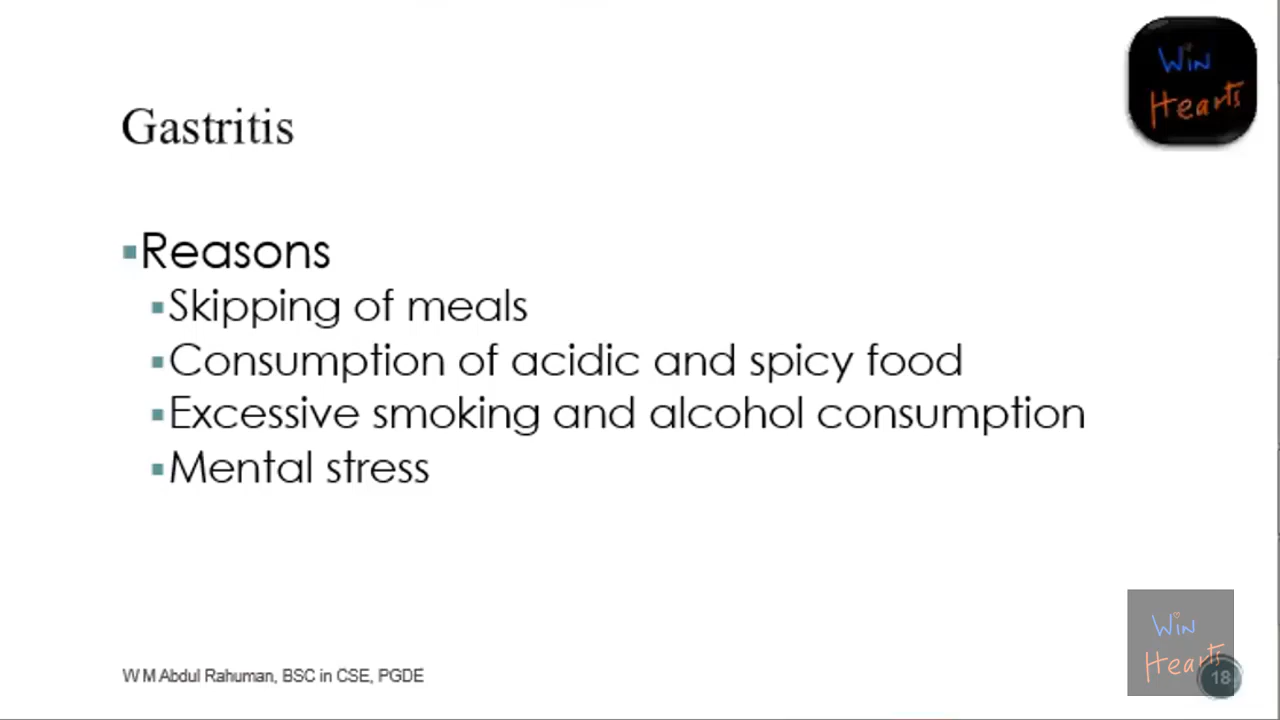 Win
Hearts
Gastritis
Reasons
Skipping of meals
Consumption of acidic and spicy food
Excessive smoking and alcohol consumption
Mental stress
Win
Hearts
W M Abdul Rahuman, BSC in CSE, PGDE
18